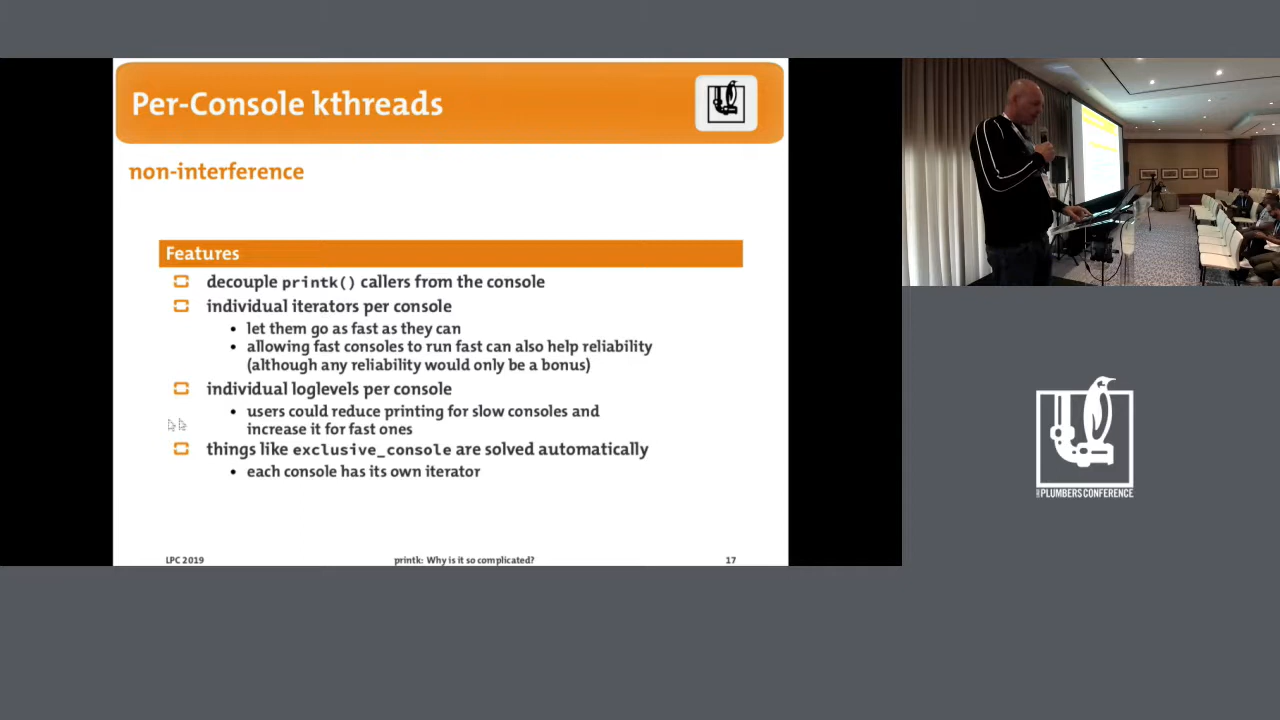 Per-Console kthreads
non-interference
Features
decouple printk() callers from the console
individual iterators per console
• let them go as fast as they can
• allowing fast consoles to run fast can also help reliability
(although any reliability would only be a bonus)
individual loglevels per console
• users could reduce printing for slow consoles and
increase it for fast ones
things like exclusive_console are solved automatically
• each console has its own iterator
LPC 2019
printk: Why is it so complicated?
17
PLUMBERS CONFERENCE